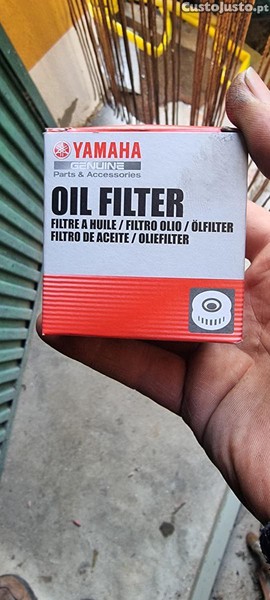 CustoJusto.pt
YAMAHA
GENUINE
Parts & Accessories
OIL FILTER
FILTRE A HUILE / FILTRO OLIO / ÖLFILTER
FILTRO DE ACEITE / OLIEFILTER